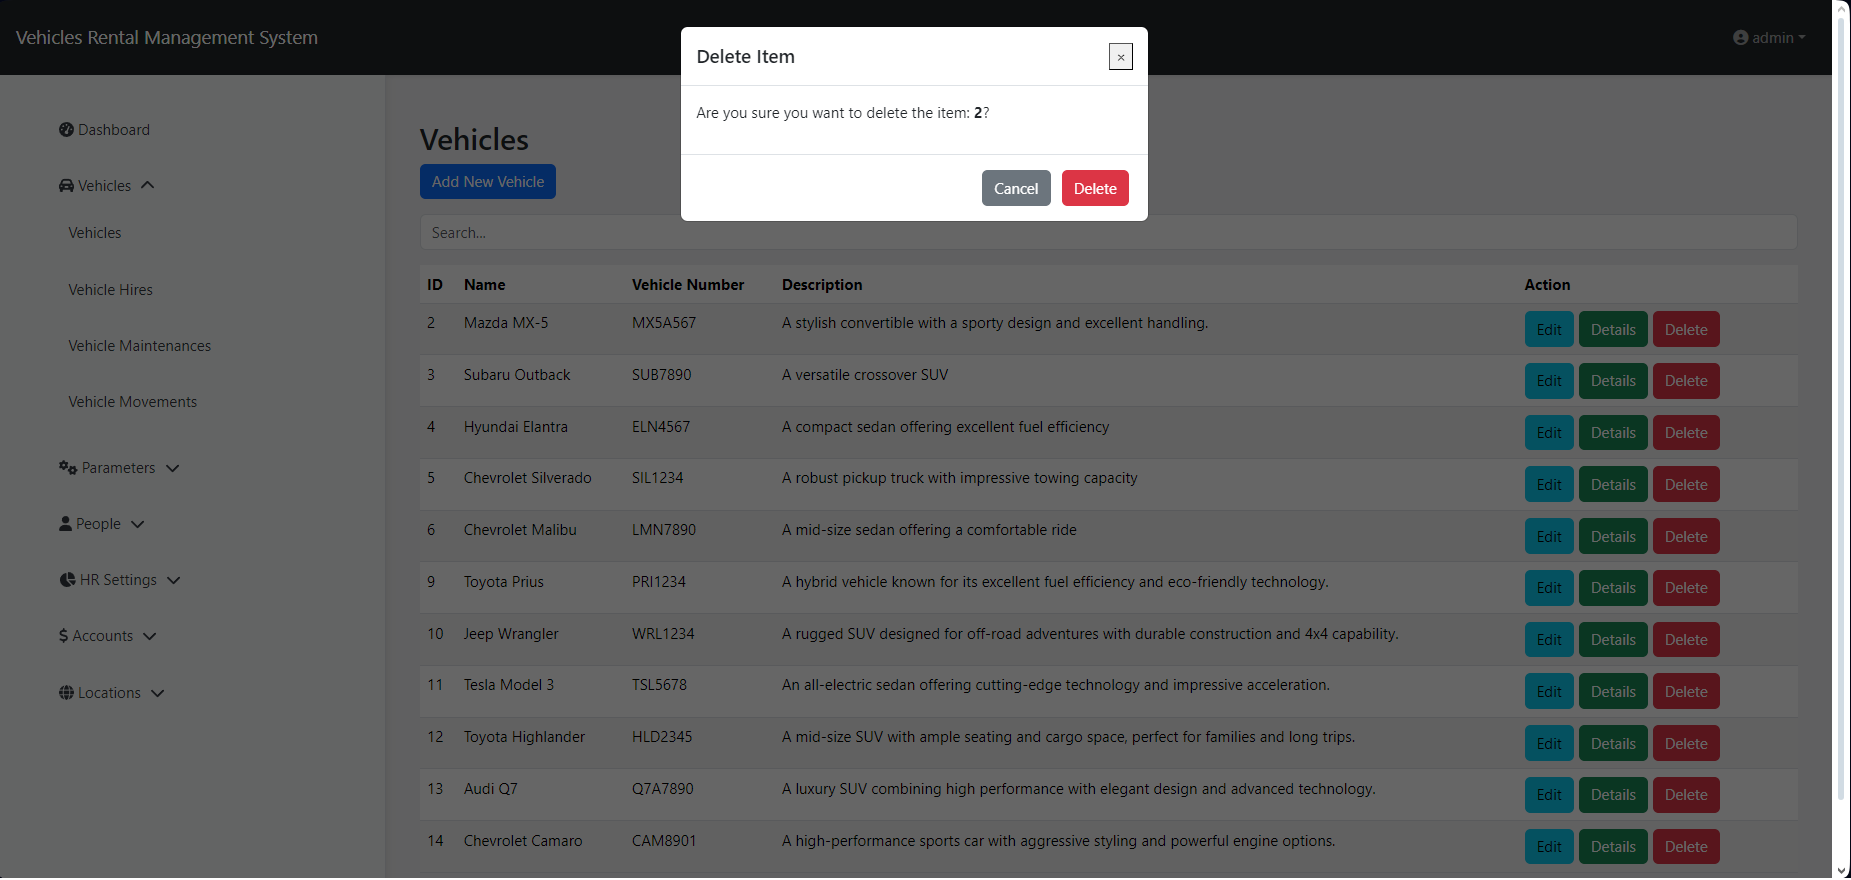 Vehicles Rental Management System
admin
Delete Item
×
Are you sure you want to delete the item: 2?
Cancel Delete
Dashboard
Vehicles
Vehicles
Vehicle Hires
Vehicle Maintenances
Vehicle Movements
Parameters
People
HR Settings
$ Accounts
Locations
Vehicles
Add New Vehicle
Search...
ID Name Vehicle Number Description Action
2 Mazda MX-5 MX5A567 A stylish convertible with a sporty design and excellent handling. Edit Details Delete
3 Subaru Outback SUB7890 A versatile crossover SUV Edit Details Delete
4 Hyundai Elantra ELN4567 A compact sedan offering excellent fuel efficiency Edit Details Delete
5 Chevrolet Silverado SIL1234 A robust pickup truck with impressive towing capacity Edit Details Delete
6 Chevrolet Malibu LMN7890 A mid-size sedan offering a comfortable ride Edit Details Delete
9 Toyota Prius PRI1234 A hybrid vehicle known for its excellent fuel efficiency and eco-friendly technology. Edit Details Delete
10 Jeep Wrangler WRL1234 A rugged SUV designed for off-road adventures with durable construction and 4x4 capability. Edit Details Delete
11 Tesla Model 3 TSL5678 An all-electric sedan offering cutting-edge technology and impressive acceleration. Edit Details Delete
12 Toyota Highlander HLD2345 A mid-size SUV with ample seating and cargo space, perfect for families and long trips. Edit Details Delete
13 Audi Q7 Q7A7890 A luxury SUV combining high performance with elegant design and advanced technology. Edit Details Delete
14 Chevrolet Camaro CAM8901 A high-performance sports car with aggressive styling and powerful engine options. Edit Details Delete